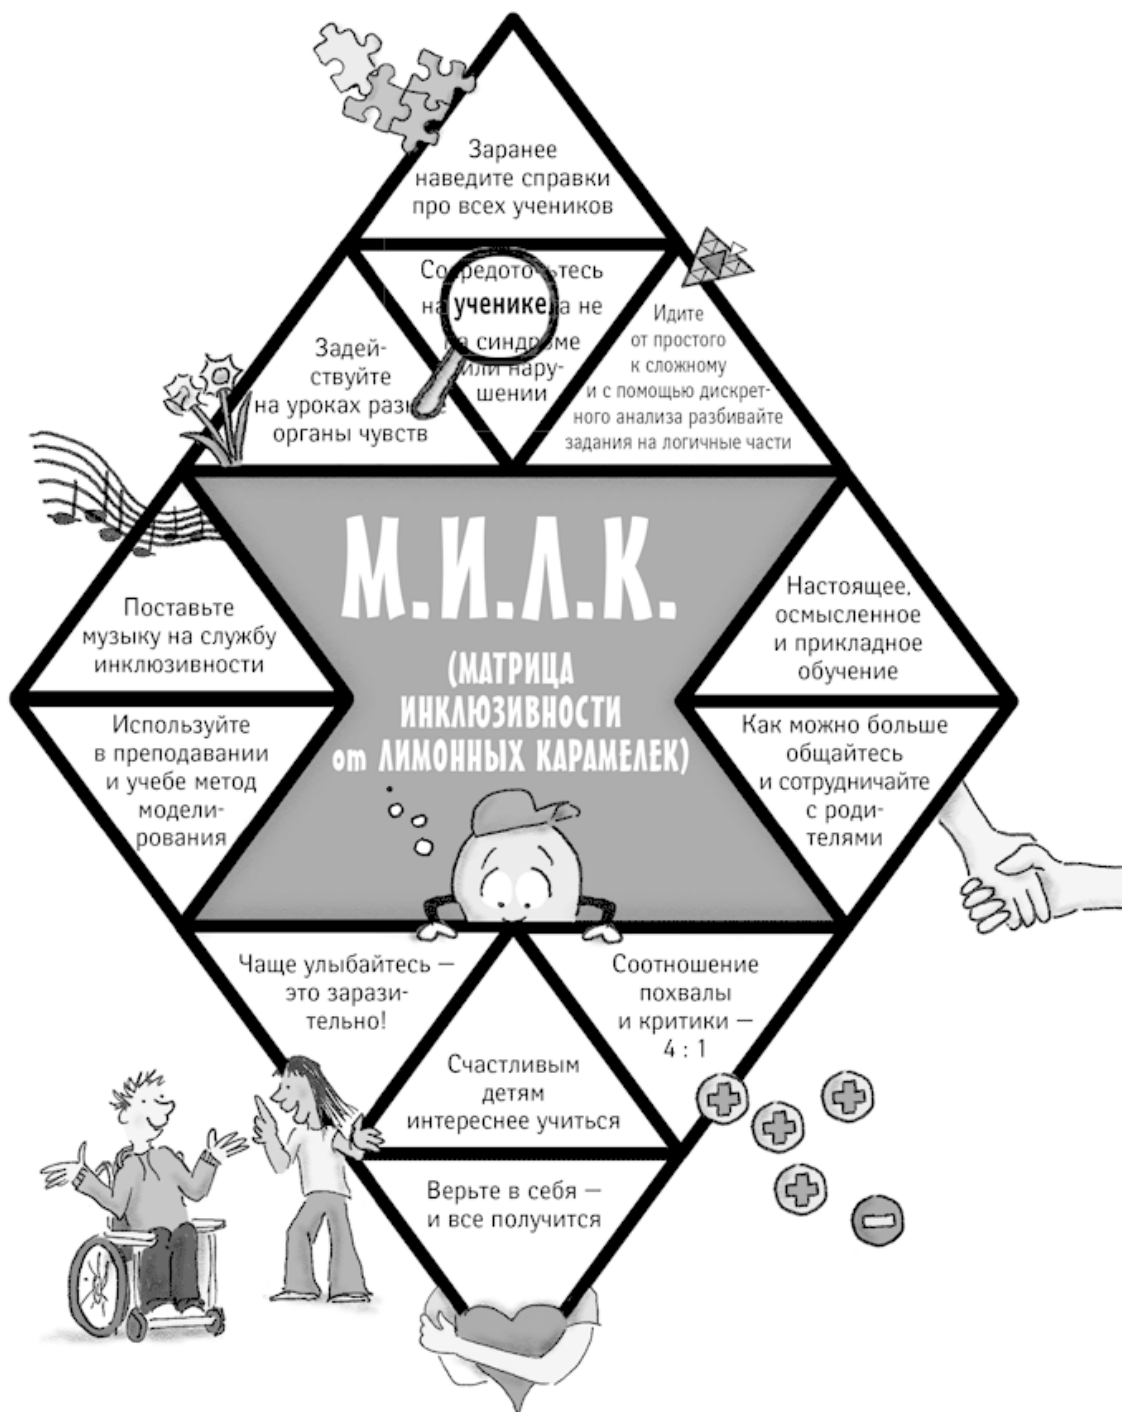 Заранее
наведите справки
про всех учеников
Сосредоточьтесь
на ученике, а не
на синдроме
или нару-
шении
Задей-
ствуйте
на уроках разные
органы чувств
Идите
от простого
к сложному
и с помощью дискрет-
ного анализа разбивайте
задания на логичные части
М.И.Л.К.
(МАТРИЦА
ИНКЛЮЗИВНОСТИ
от ЛИМОННЫХ КАРАМЕЛЕК)
Поставьте
музыку на службу
инклюзивности
Настоящее,
осмысленное
и прикладное
обучение
Используйте
в преподавании
и учебе метод
модели-
рования
Как можно больше
общайтесь
и сотрудничайте
с роди-
телями
Чаще улыбайтесь —
это зарази-
тельно!
Соотношение
похвалы
и критики —
4 : 1
Счастливым
детям
интереснее учиться
Верьте в себя —
и все получится